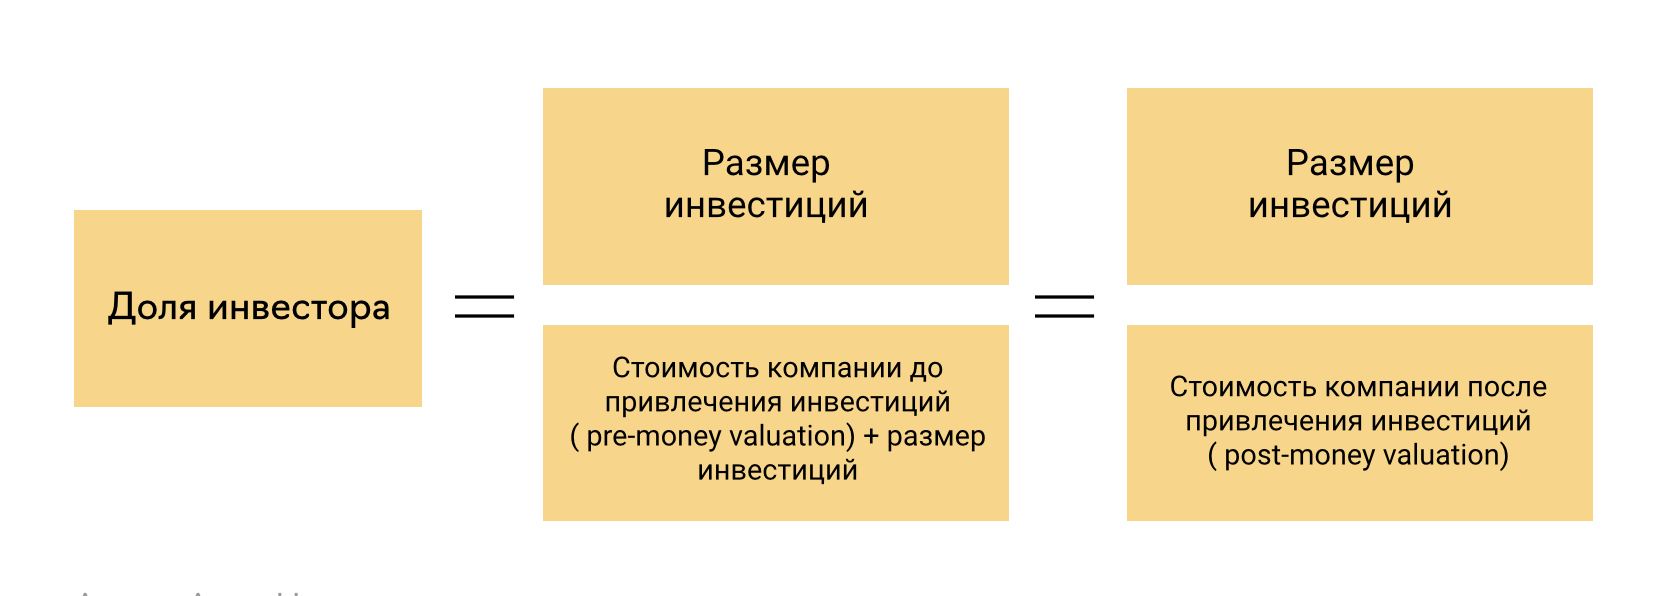 Доля инвестора
Размер
инвестиций
Стоимость компании до
привлечения инвестиций
( pre-money valuation) + размер
инвестиций
Размер
инвестиций
Стоимость компании после
привлечения инвестиций
( post-money valuation)